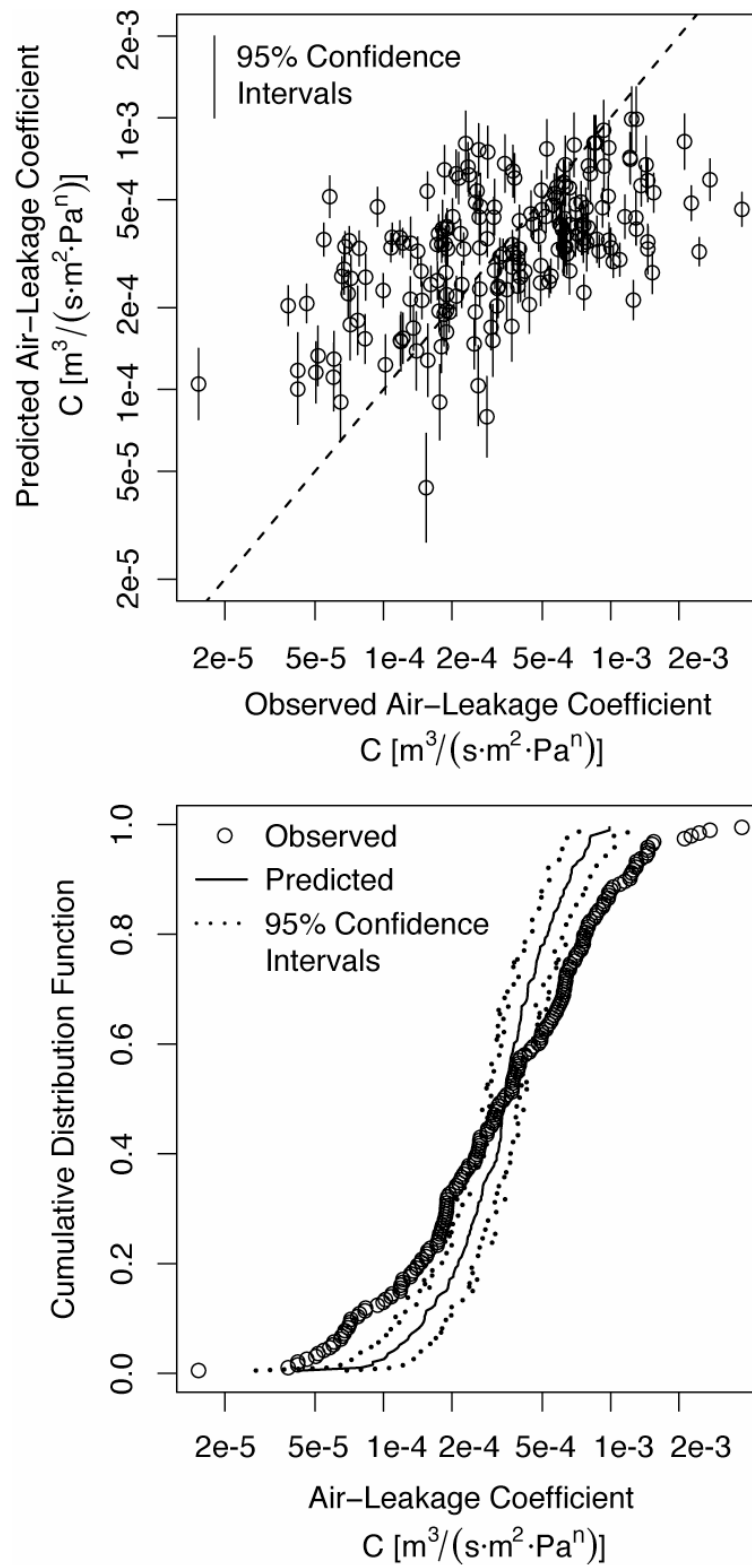 95% Confidence
Intervals
Predicted Air−Leakage Coefficient
C [m³/(s·m²·Paⁿ)]
2e-3
1e-3
5e-4
2e-4
1e-4
5e-5
2e-5
2e-5 5e-5 1e-4 2e-4 5e-4 1e-3 2e-3
Observed Air−Leakage Coefficient
C [m³/(s·m²·Paⁿ)]
Observed
Predicted
95% Confidence
Intervals
Cumulative Distribution Function
1.0
0.8
0.6
0.4
0.2
0.0
2e-5 5e-5 1e-4 2e-4 5e-4 1e-3 2e-3
Air−Leakage Coefficient
C [m³/(s·m²·Paⁿ)]